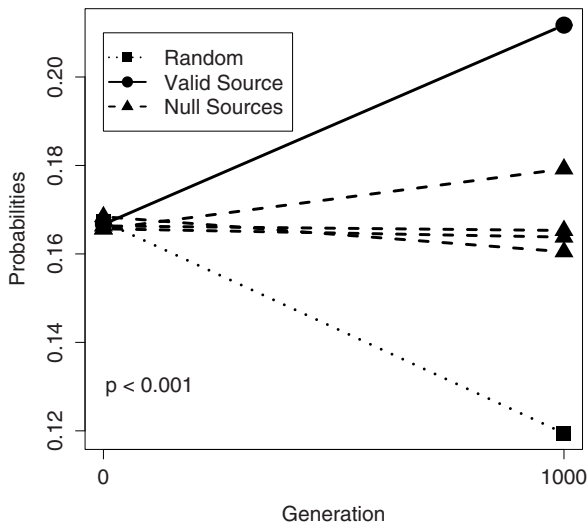 Random
Valid Source
Null Sources
0.20
0.18
0.16
0.14
0.12
Probabilities
p < 0.001
0
1000
Generation